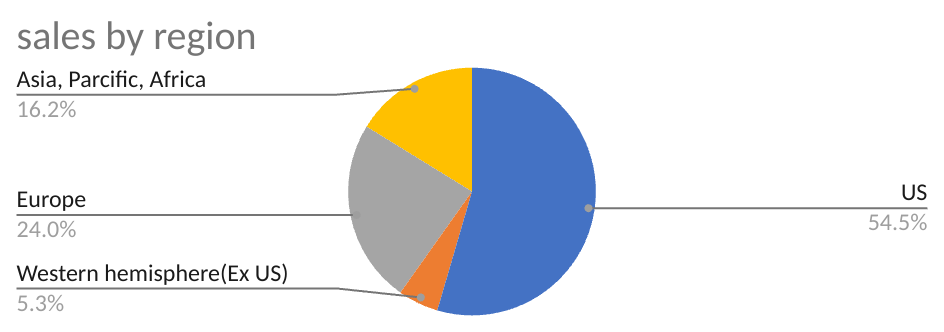 sales by region
Asia, Parcific, Africa
16.2%
Europe
24.0%
Western hemisphere(Ex US)
5.3%
US
54.5%